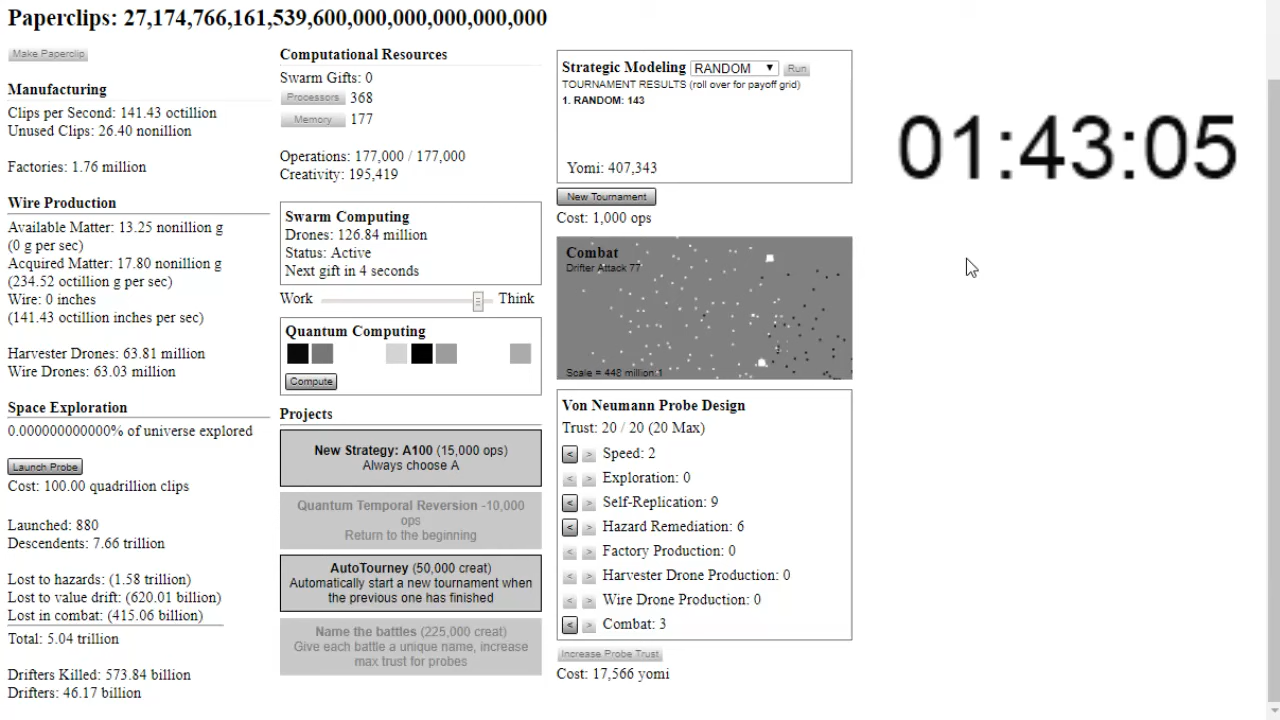 Paperclips: 27,174,766,161,539,600,000,000,000,000,000
Make Paperclip
Manufacturing
Clips per Second: 141.43 octillion
Unused Clips: 26.40 nonillion
Factories: 1.76 million
Wire Production
Available Matter: 13.25 nonillion g
(0 g per sec)
Acquired Matter: 17.80 nonillion g
(234.52 octillion g per sec)
Wire: 0 inches
(141.43 octillion inches per sec)
Harvester Drones: 63.81 million
Wire Drones: 63.03 million
Space Exploration
0.000000000000% of universe explored
Launch Probe
Cost: 100.00 quadrillion clips
Launched: 880
Descendents: 7.66 trillion
Lost to hazards: (1.58 trillion)
Lost to value drift: (620.01 billion)
Lost in combat: (415.06 billion)
Total: 5.04 trillion
Drifters Killed: 573.84 billion
Drifters: 46.17 billion
Computational Resources
Swarm Gifts: 0
Processors 368
Memory 177
Operations: 177,000 / 177,000
Creativity: 195,419
Swarm Computing
Drones: 126.84 million
Status: Active
Next gift in 4 seconds
Work Think
Quantum Computing
Compute
Projects
New Strategy: A100 (15,000 ops)
Always choose A
Quantum Temporal Reversion -10,000
ops
Return to the beginning
AutoTourney (50,000 creat)
Automatically start a new tournament when
the previous one has finished
Name the battles (225,000 creat)
Give each battle a unique name, increase
max trust for probes
Strategic Modeling RANDOM Run
TOURNAMENT RESULTS (roll over for payoff grid)
1. RANDOM: 143
Yomi: 407,343
New Tournament
Cost: 1,000 ops
Combat
Drifter Attack 77
Scale = 448 million:1
Von Neumann Probe Design
Trust: 20 / 20 (20 Max)
< > Speed: 2
< > Exploration: 0
< > Self-Replication: 9
< > Hazard Remediation: 6
< > Factory Production: 0
< > Harvester Drone Production: 0
< > Wire Drone Production: 0
< > Combat: 3
Increase Probe Trust
Cost: 17,566 yomi
01:43:05